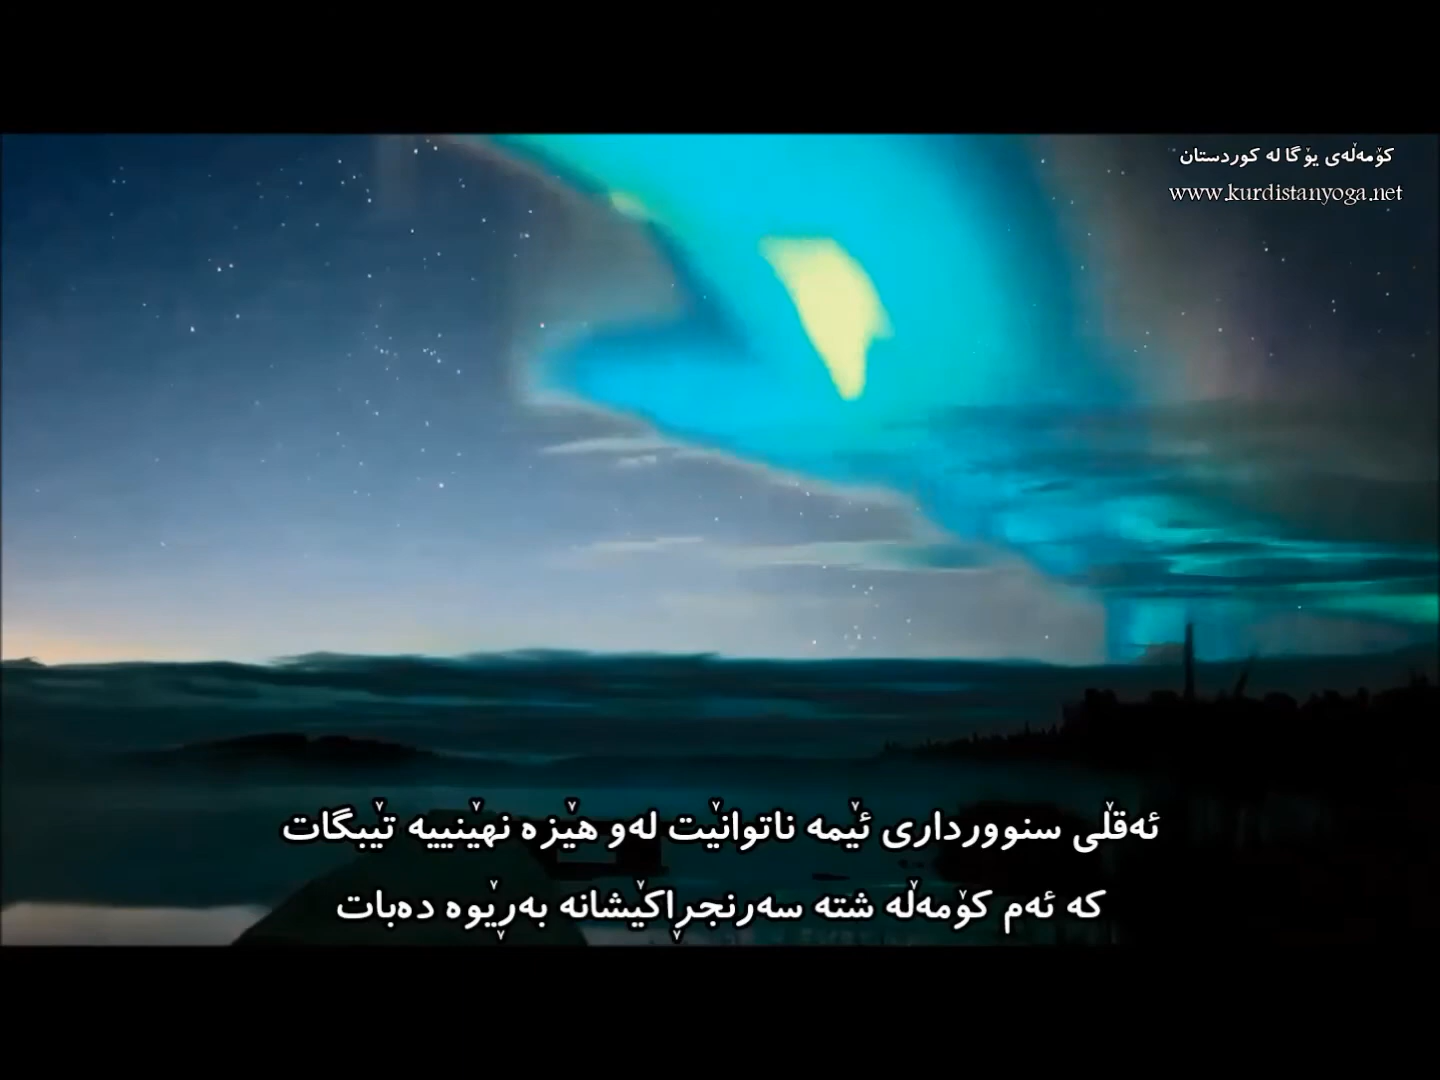 کۆمەڵەی یۆگا لە کوردستان
www.kurdistanyoga.net
ئەقڵی سنوورداری ئێمە ناتوانێت لەو هێزە نهێنییە تێبگات
کە ئەم کۆمەڵە شتە سەرنجڕاکێشانە بەڕێوە دەبات